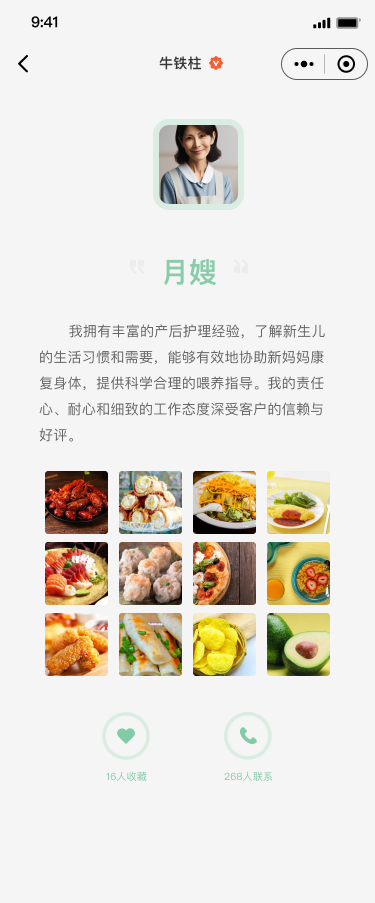 9:41
牛铁柱
月嫂
我拥有丰富的产后护理经验，了解新生儿
的生活习惯和需要，能够有效地协助新妈妈康
复身体，提供科学合理的喂养指导。我的责任
心、耐心和细致的工作态度深受客户的信赖与
好评。
16人收藏
268人联系